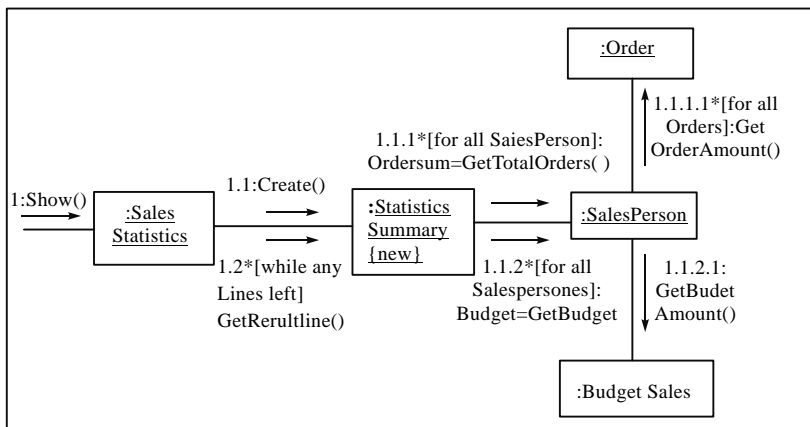 :Order
1.1.1.1*[for all
Orders]:Get
OrderAmount()
1.1.1*[for all SaiesPerson]:
Ordersum=GetTotalOrders( )
1:Show()
:Sales
Statistics
1.1:Create()
1.2*[while any
Lines left]
GetRerultline()
:Statistics
Summary
{new}
:SalesPerson
1.1.2*[for all
Salespersones]:
Budget=GetBudget
1.1.2.1:
GetBudet
Amount()
:Budget Sales